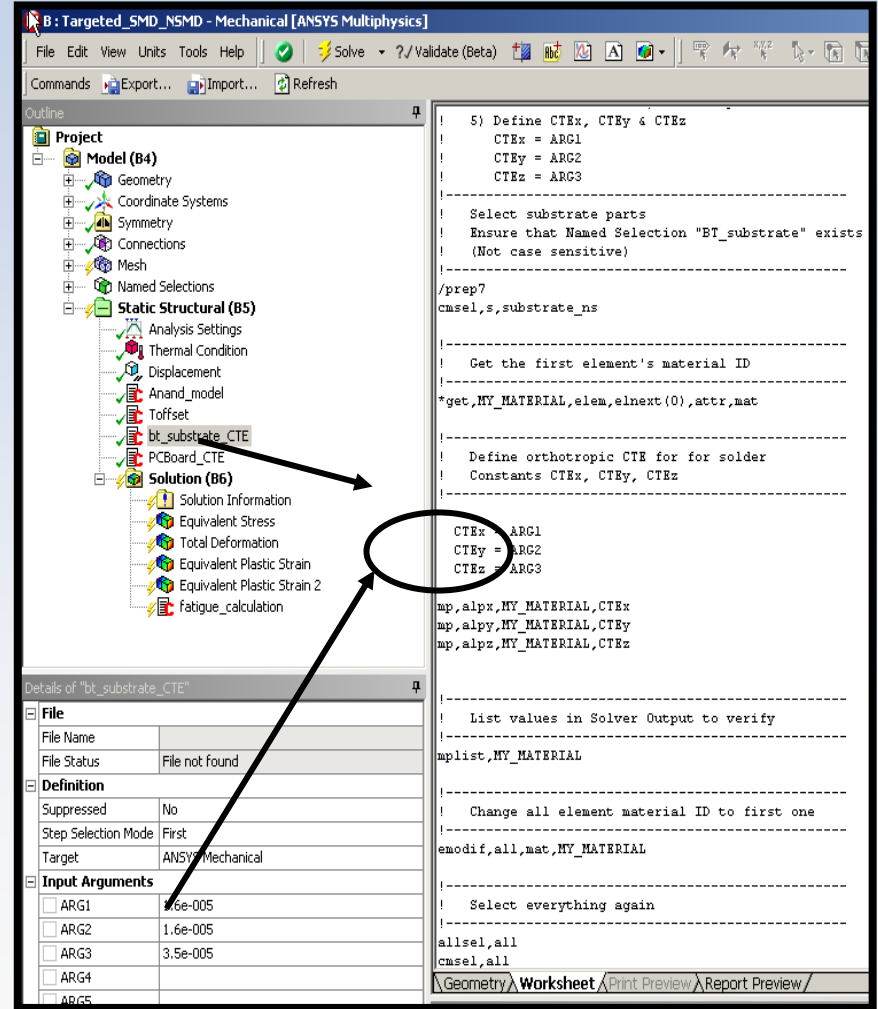 B : Targeted_SMD_NSMD - Mechanical [ANSYS Multiphysics]
File Edit View Units Tools Help Solve ?✓ Validate (Beta)
Commands Export... Import... Refresh
Outline
Project
Model (B4)
Geometry
Coordinate Systems
Symmetry
Connections
Mesh
Named Selections
Static Structural (B5)
Analysis Settings
Thermal Condition
Displacement
Anand_model
Toffset
bt_substrate_CTE
PCBoard_CTE
Solution (B6)
Solution Information
Equivalent Stress
Total Deformation
Equivalent Plastic Strain
Equivalent Plastic Strain 2
fatigue_calculation
Details of "bt_substrate_CTE"
File
File Name
File Status File not found
Definition
Suppressed No
Step Selection Mode First
Target ANSYS Mechanical
Input Arguments
ARG1 1.6e-005
ARG2 1.6e-005
ARG3 3.5e-005
ARG4
ARG5
! 5) Define CTEx, CTEy & CTEz
! CTEx = ARG1
! CTEy = ARG2
! CTEz = ARG3
!--------------------------------------------------
! Select substrate parts
! Ensure that Named Selection "BT_substrate" exists
! (Not case sensitive)
!--------------------------------------------------
/prep7
cmsel,s,substrate_ns
!--------------------------------------------------
! Get the first element's material ID
!--------------------------------------------------
*get,MY_MATERIAL,elem,elnext(0),attr,mat
!--------------------------------------------------
! Define orthotropic CTE for for solder
! Constants CTEx, CTEy, CTEz
!--------------------------------------------------
CTEx = ARG1
CTEy = ARG2
CTEz = ARG3
mp,alpx,MY_MATERIAL,CTEx
mp,alpy,MY_MATERIAL,CTEy
mp,alpz,MY_MATERIAL,CTEz
!--------------------------------------------------
! List values in Solver Output to verify
!--------------------------------------------------
mplist,MY_MATERIAL
!--------------------------------------------------
! Change all element material ID to first one
!--------------------------------------------------
emodif,all,mat,MY_MATERIAL
!--------------------------------------------------
! Select everything again
!--------------------------------------------------
allsel,all
cmsel,all
Geometry Worksheet Print Preview Report Preview